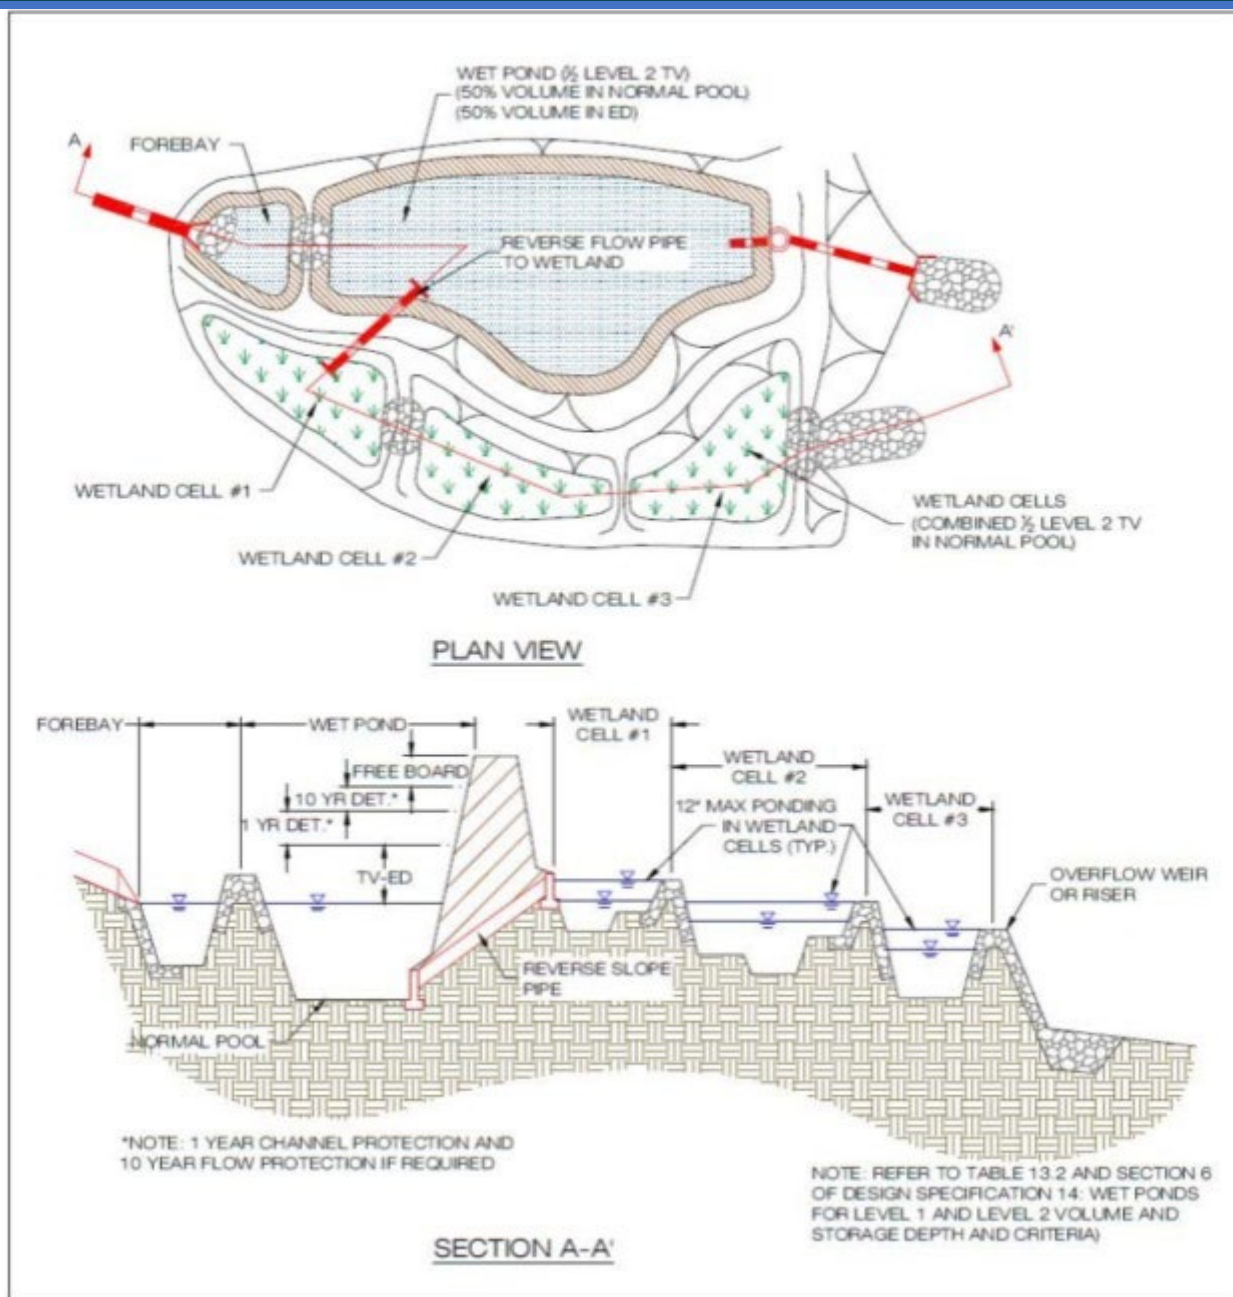 WET POND (½ LEVEL 2 TV)
(50% VOLUME IN NORMAL POOL)
(50% VOLUME IN ED)
A
FOREBAY
REVERSE FLOW PIPE
TO WETLAND
A'
WETLAND CELL #1
WETLAND CELLS
(COMBINED ½ LEVEL 2 TV
IN NORMAL POOL)
WETLAND CELL #2
WETLAND CELL #3
PLAN VIEW
FOREBAY
WET POND
WETLAND
CELL #1
FREE BOARD
WETLAND
CELL #2
10 YR DET.*
12" MAX PONDING
IN WETLAND
CELLS (TYP.)
WETLAND
CELL #3
1 YR DET.*
TV-ED
OVERFLOW WEIR
OR RISER
REVERSE SLOPE
PIPE
NORMAL POOL
*NOTE: 1 YEAR CHANNEL PROTECTION AND
10 YEAR FLOW PROTECTION IF REQUIRED
NOTE: REFER TO TABLE 13.2 AND SECTION 6
OF DESIGN SPECIFICATION 14: WET PONDS
FOR LEVEL 1 AND LEVEL 2 VOLUME AND
STORAGE DEPTH AND CRITERIA)
SECTION A-A'